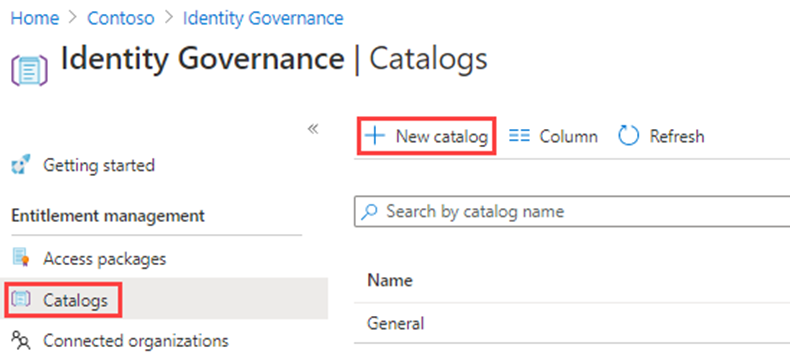 Home > Contoso > Identity Governance
Identity Governance | Catalogs
«
+ New catalog Column Refresh
Getting started
Search by catalog name
Entitlement management
Access packages
Name
Catalogs
General
Connected organizations